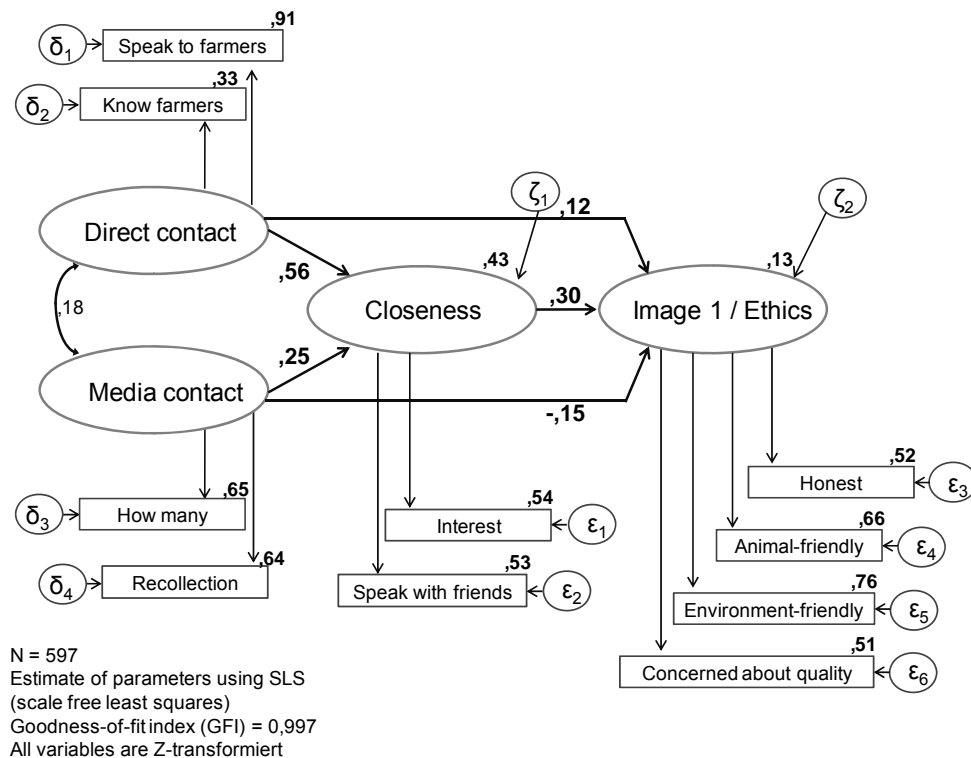 ,91
δ1
Speak to farmers
,33
δ2
Know farmers
ζ1
ζ2
,12
Direct contact
,56
,43
,13
,18
Closeness
,30
Image 1 / Ethics
,25
Media contact
-,15
,52
Honest
ε3
,65
δ3
How many
,54
Interest
ε1
,66
Animal-friendly
ε4
,64
δ4
Recollection
,53
Speak with friends
ε2
,76
Environment-friendly
ε5
,51
Concerned about quality
ε6
N = 597
Estimate of parameters using SLS
(scale free least squares)
Goodness-of-fit index (GFI) = 0,997
All variables are Z-transformiert